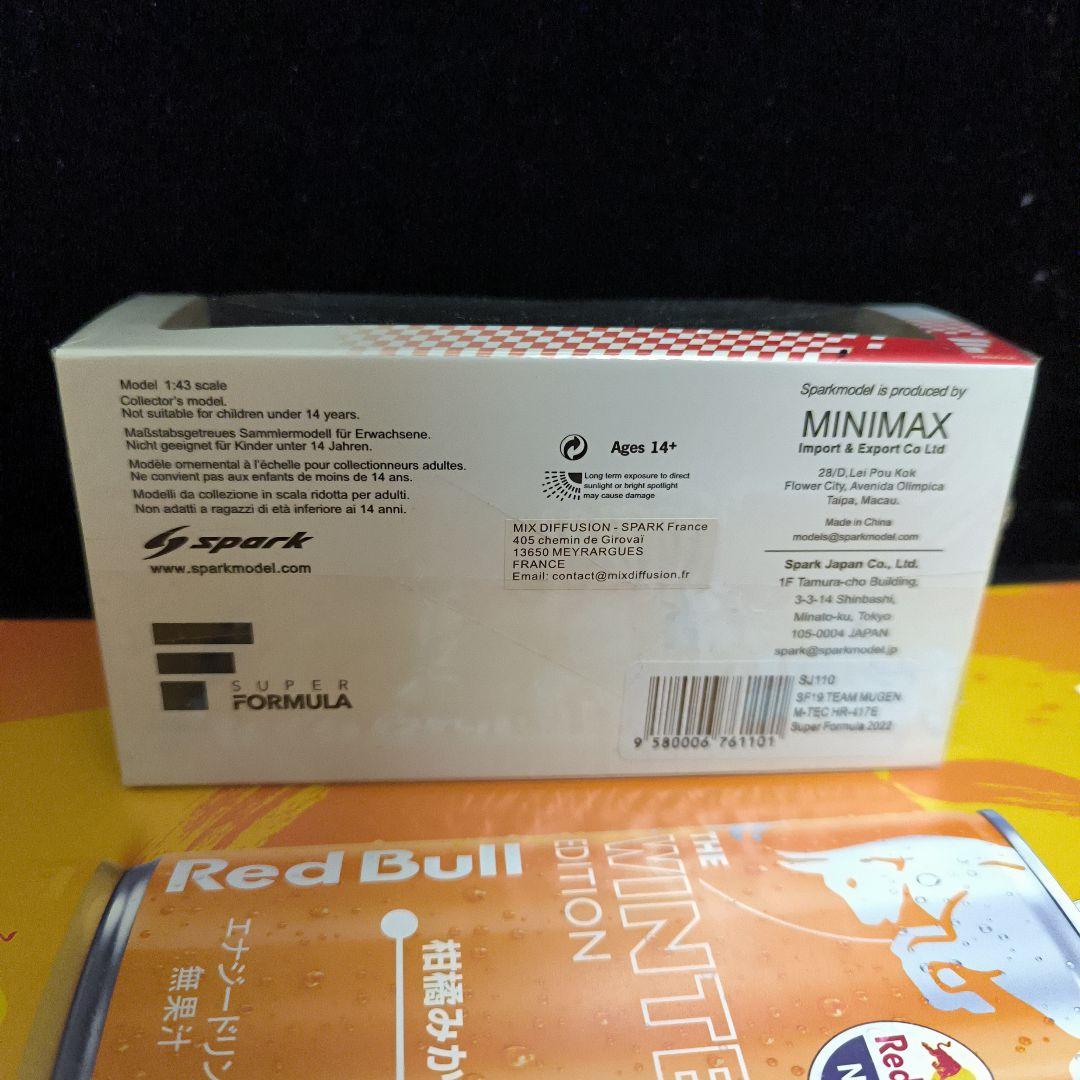 Model 1:43 scale
Collector's model.
Not suitable for children under 14 years.
Maßstabsgetreues Sammlermodell für Erwachsene.
Nicht geeignet für Kinder unter 14 Jahren.
Modèle ornemental à l'échelle pour collectionneurs adultes.
Ne convient pas aux enfants de moins de 14 ans.
Modelli da collezione in scala ridotta per adulti.
Non adatti a ragazzi di età inferiore ai 14 anni.
spark
www.sparkmodel.com
SUPER
FORMULA
Ages 14+
Long term exposure to direct
sunlight or bright spotlight
may cause damage
MIX DIFFUSION - SPARK France
405 chemin de Girovaï
13650 MEYRARGUES
FRANCE
Email: contact@mixdiffusion.fr
Sparkmodel is produced by
MINIMAX
Import & Export Co Ltd
28/D, Lei Pou Kok
Flower City, Avenida Olimpica
Taipa, Macau.
Made in China
models@sparkmodel.com
Spark Japan Co., Ltd.
1F Tamura-cho Building,
3-3-14 Shinbashi,
Minato-ku, Tokyo
105-0004 JAPAN
spark@sparkmodel.jp
SJ110
SF19 TEAM MUGEN
M-TEC HR-417E
Super Formula 2022
9 580006 761101
Red Bull
THE
WINTE
EDITION
柑橘みか
エナジードリン
無果汁
Red